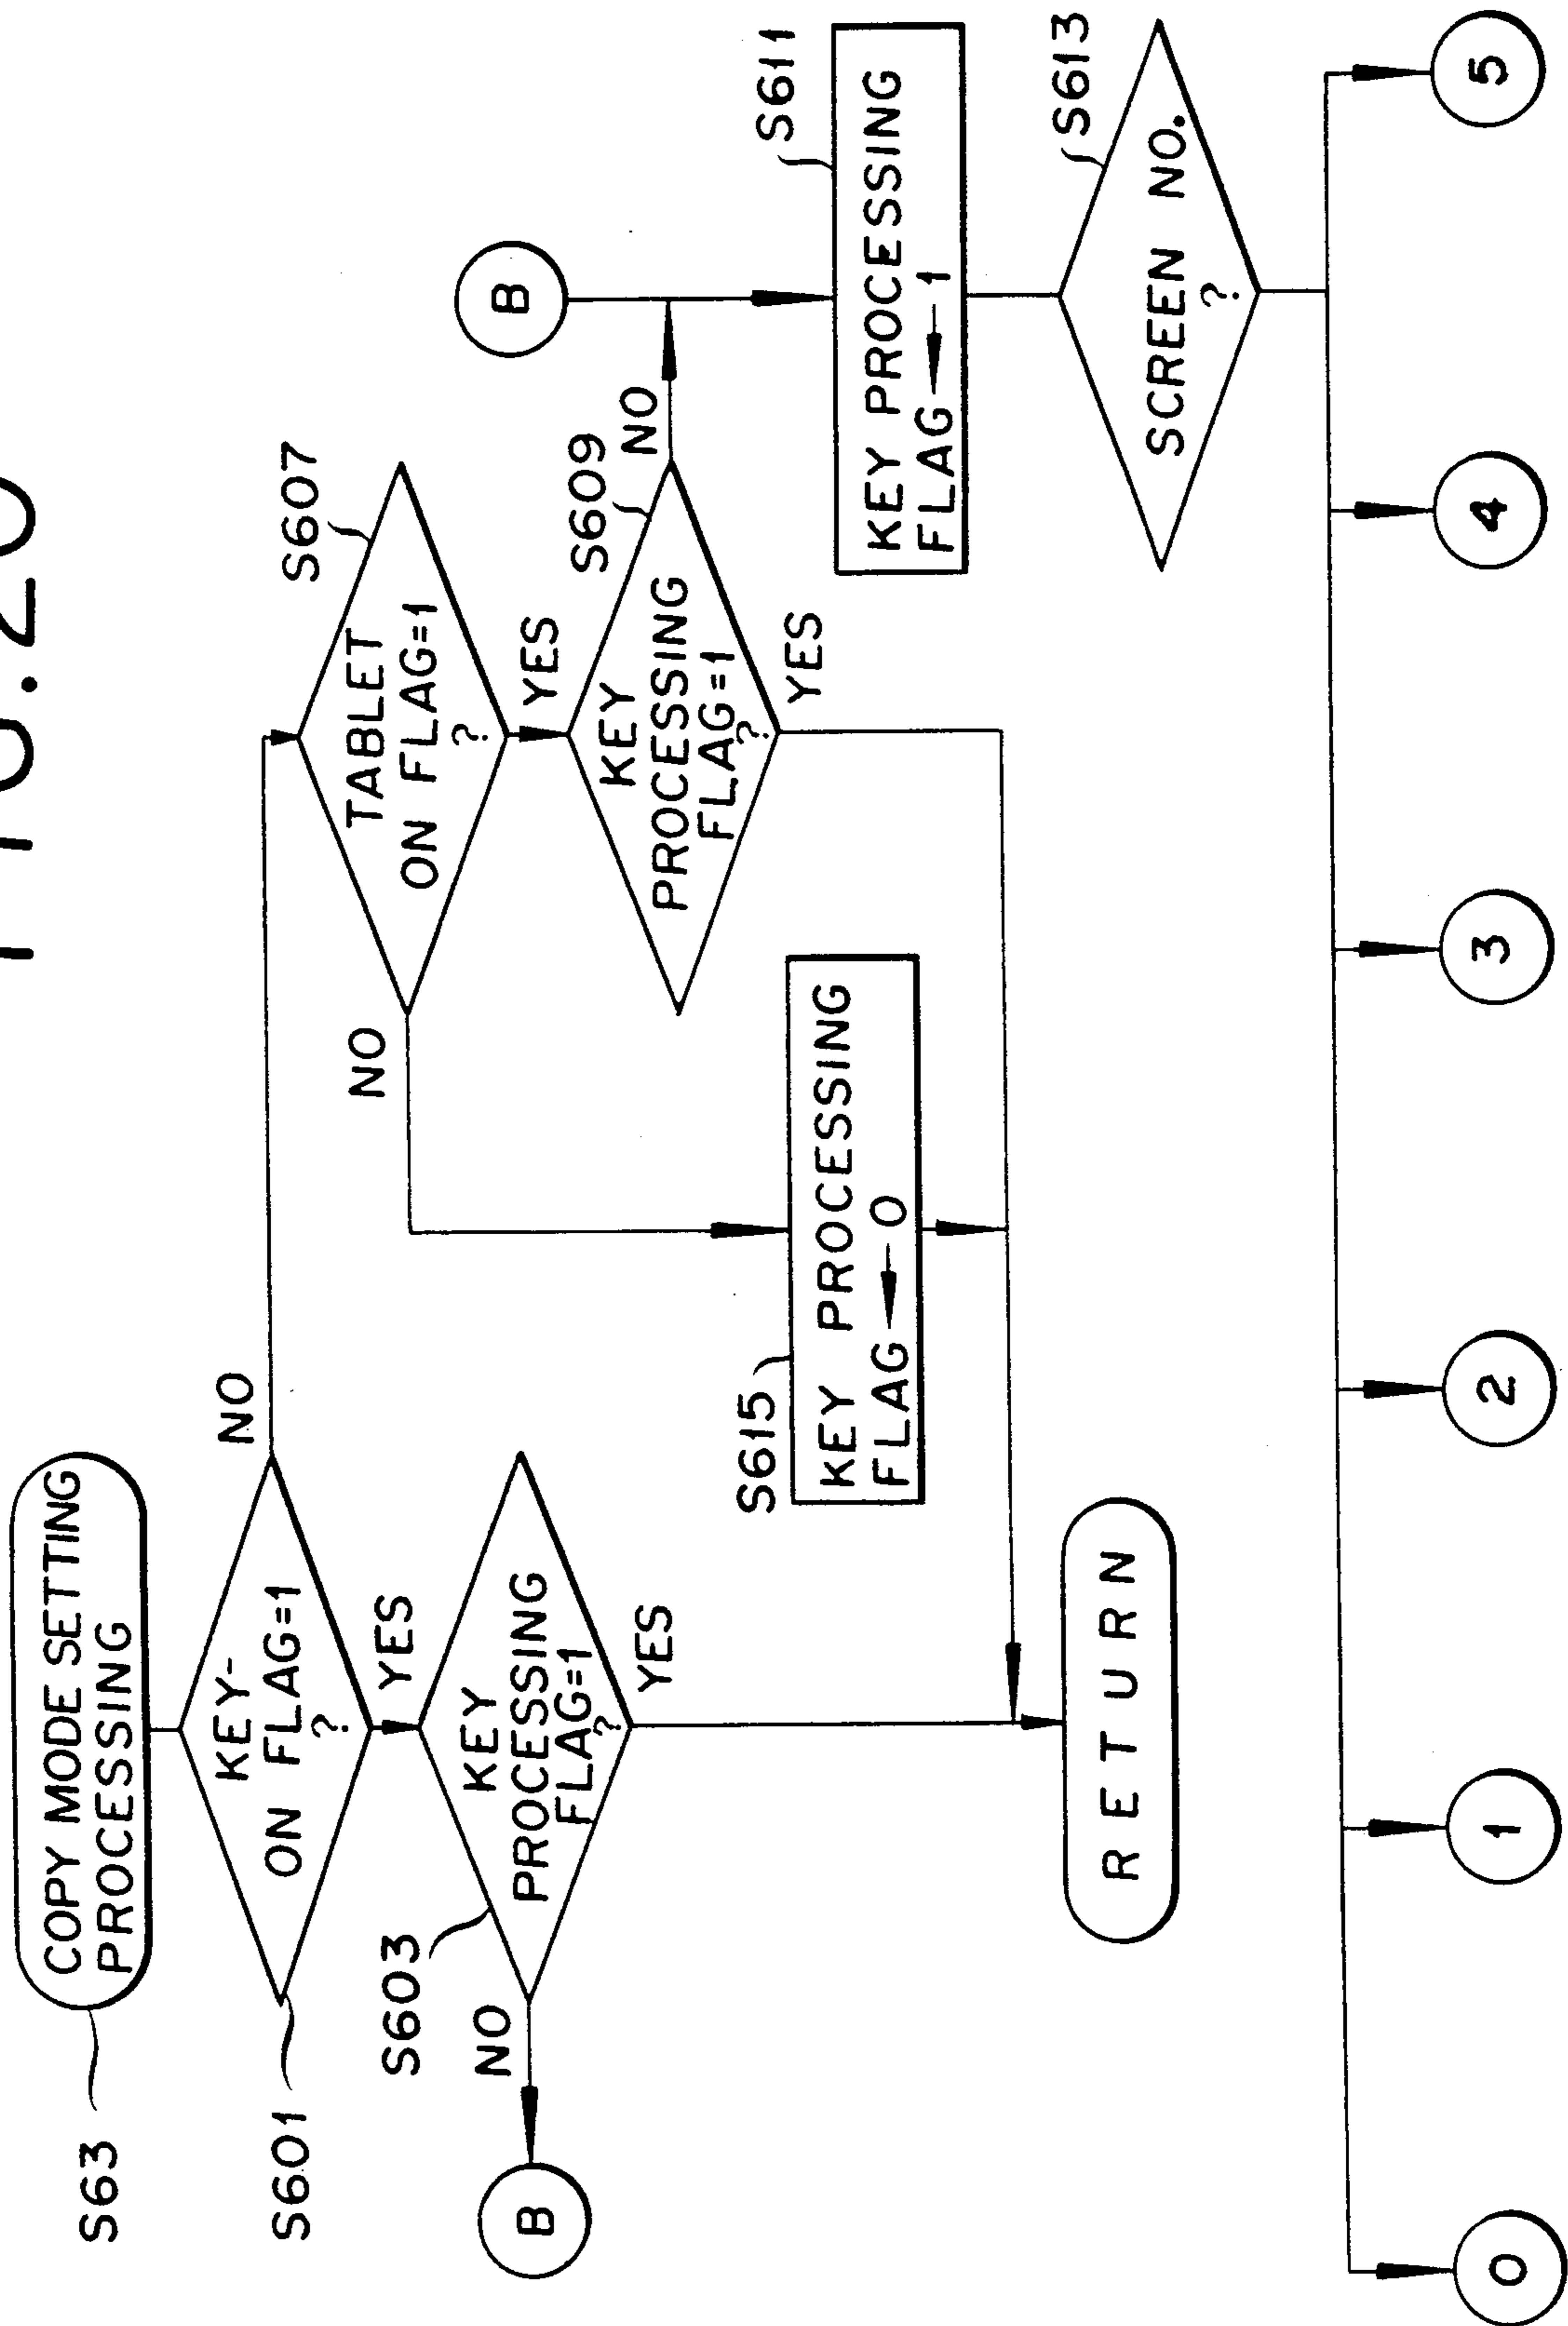 S63
COPY MODE SETTING
PROCESSING
S601
KEY-
ON FLAG=1
?
NO
YES
S603
KEY
PROCESSING
FLAG=1
?
NO
YES
B
S607
TABLET
ON FLAG=1
?
NO
YES
S609
KEY
PROCESSING
FLAG=1
?
NO
YES
B
S615
KEY PROCESSING
FLAG ← 0
S611
KEY PROCESSING
FLAG ← 1
S613
SCREEN NO.
?
RETURN
0
1
2
3
4
5